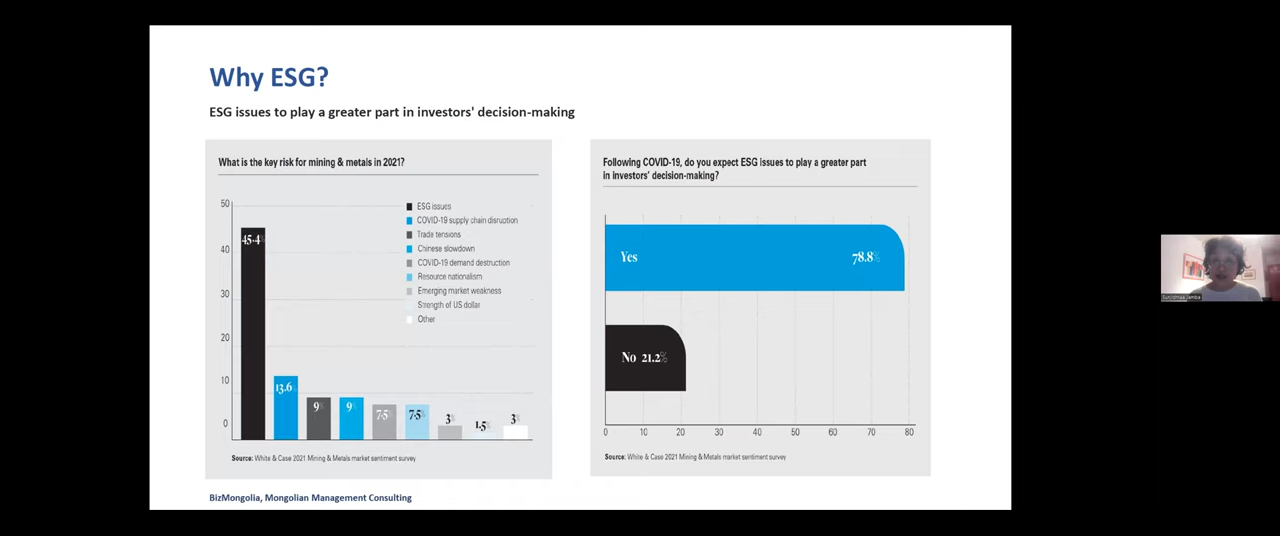 Why ESG?
ESG issues to play a greater part in investors' decision-making
What is the key risk for mining & metals in 2021?
50
40
30
20
10
0
45.4%
13.6
9%
9%
7.5%
7.5%
3%
1.5%
3%
ESG issues
COVID-19 supply chain disruption
Trade tensions
Chinese slowdown
COVID-19 demand destruction
Resource nationalism
Emerging market weakness
Strength of US dollar
Other
Source: White & Case 2021 Mining & Metals market sentiment survey
Following COVID-19, do you expect ESG issues to play a greater part
in investors' decision-making?
Yes 78.8%
No 21.2%
0 10 20 30 40 50 60 70 80
Source: White & Case 2021 Mining & Metals market sentiment survey
BizMongolia, Mongolian Management Consulting